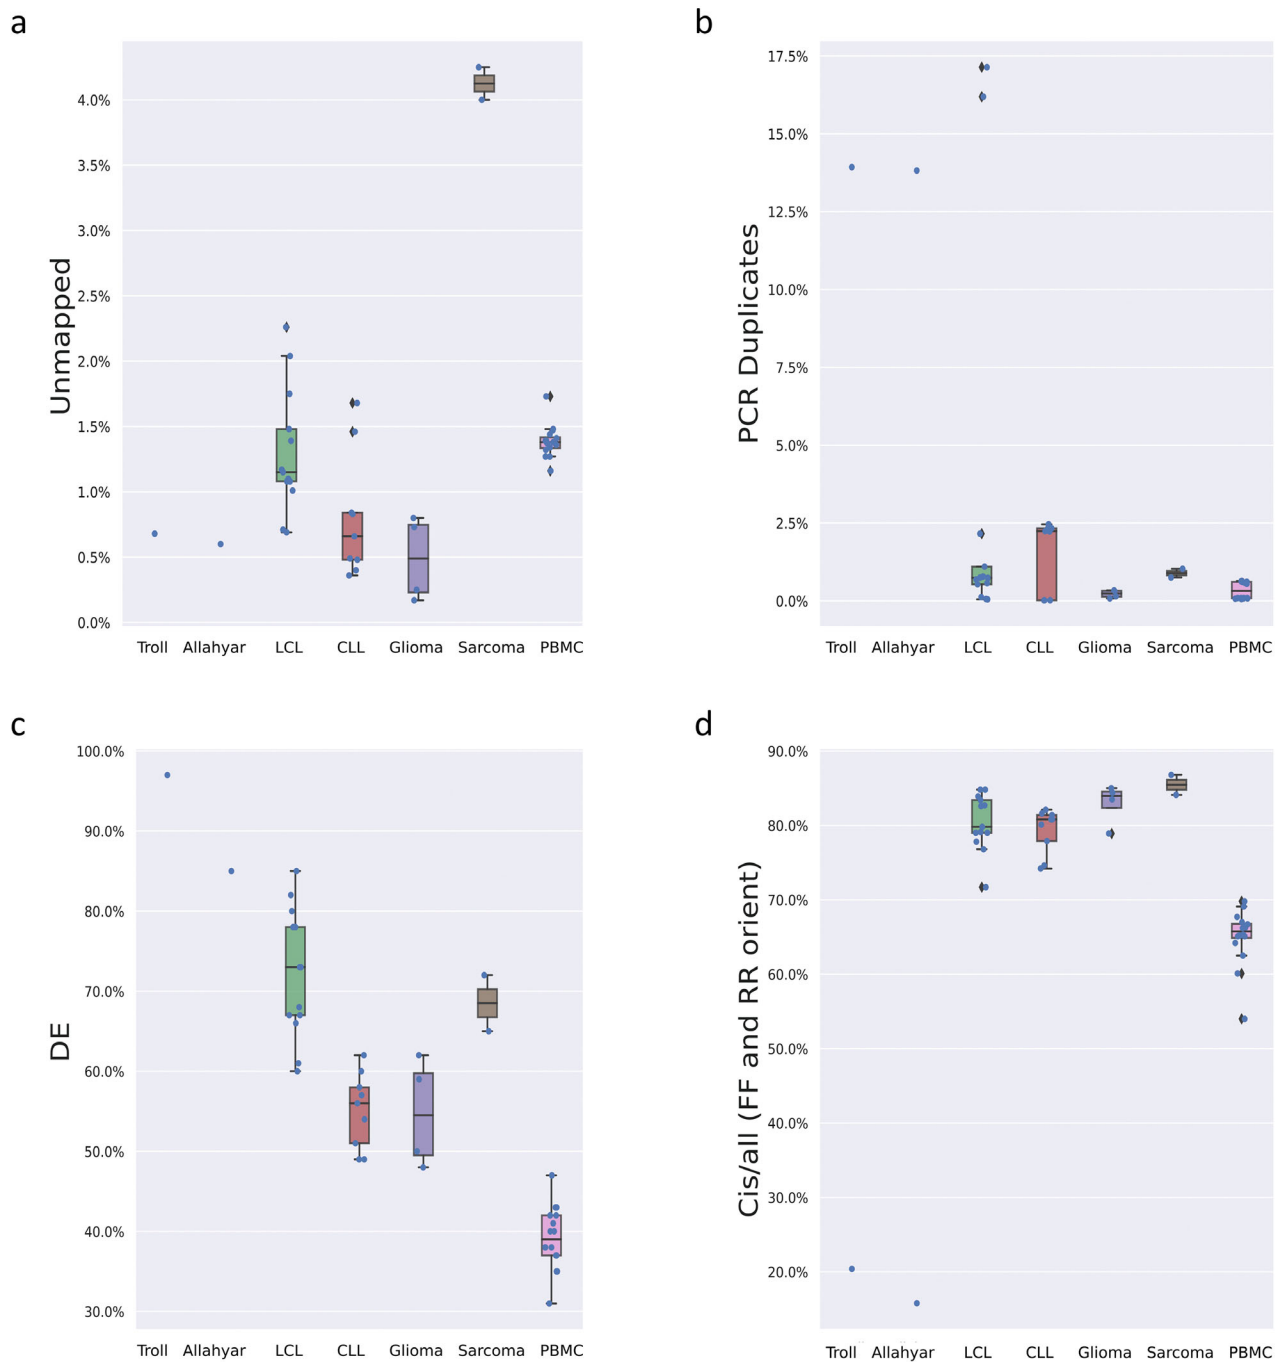 a
4.0%
3.5%
3.0%
2.5%
2.0%
1.5%
1.0%
0.5%
0.0%
Unmapped
Troll Allahyar LCL CLL Glioma Sarcoma PBMC
b
17.5%
15.0%
12.5%
10.0%
7.5%
5.0%
2.5%
0.0%
PCR Duplicates
Troll Allahyar LCL CLL Glioma Sarcoma PBMC
c
100.0%
90.0%
80.0%
70.0%
60.0%
50.0%
40.0%
30.0%
DE
Troll Allahyar LCL CLL Glioma Sarcoma PBMC
d
90.0%
80.0%
70.0%
60.0%
50.0%
40.0%
30.0%
20.0%
Cis/all (FF and RR orient)
Troll Allahyar LCL CLL Glioma Sarcoma PBMC